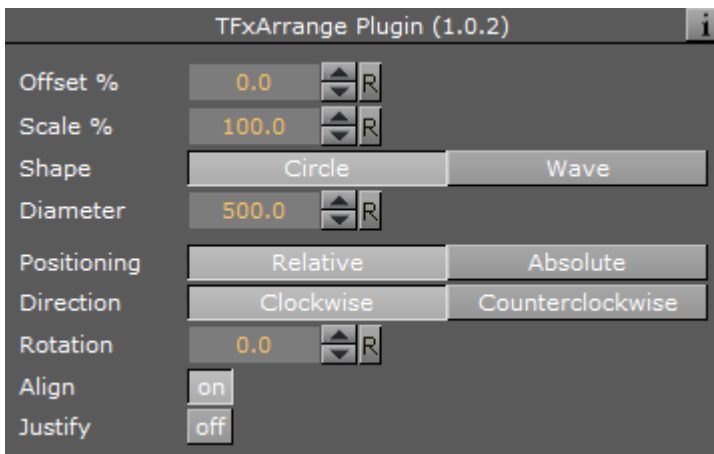 TFxArrange Plugin (1.0.2) i
Offset % 0.0 R
Scale % 100.0 R
Shape Circle Wave
Diameter 500.0 R
Positioning Relative Absolute
Direction Clockwise Counterclockwise
Rotation 0.0 R
Align on
Justify off